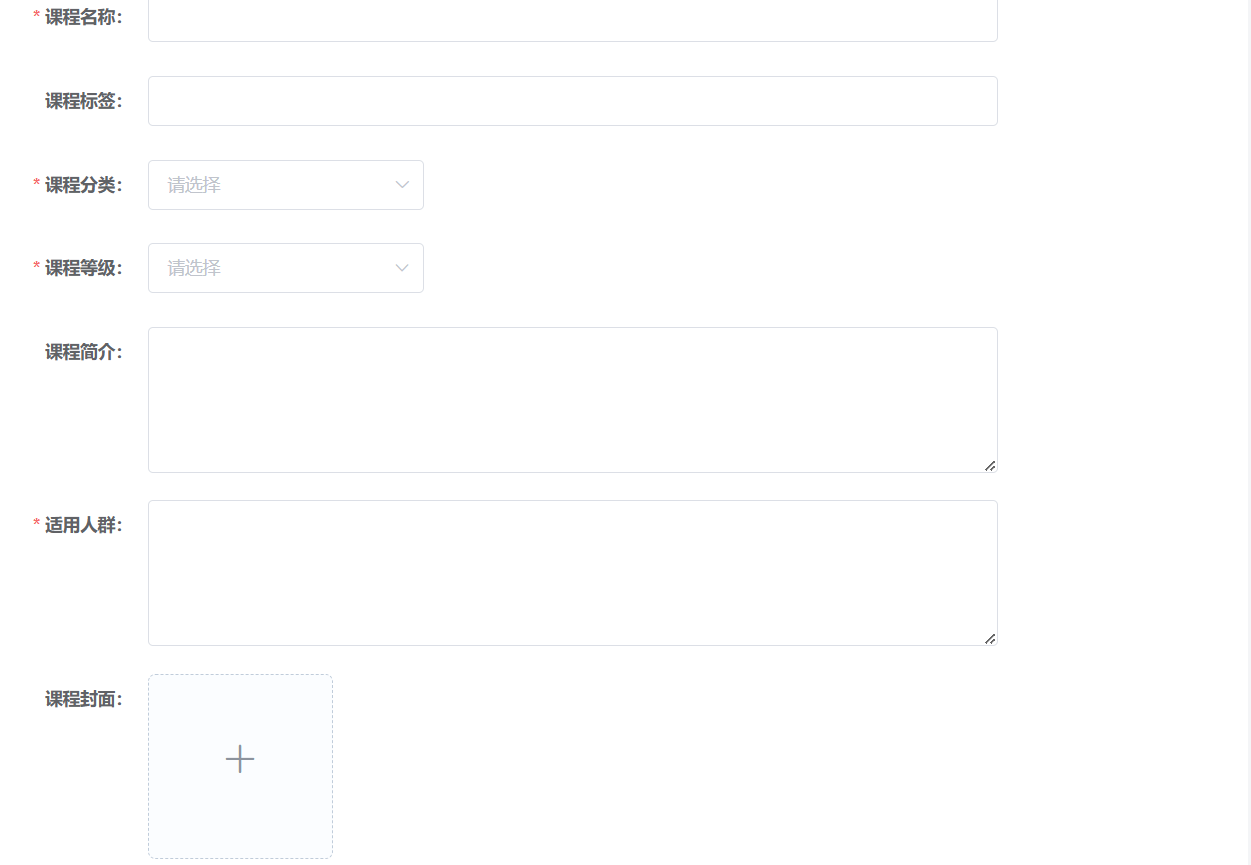 * 课程名称：
课程标签：
* 课程分类： 请选择
* 课程等级： 请选择
课程简介：
* 适用人群：
课程封面：